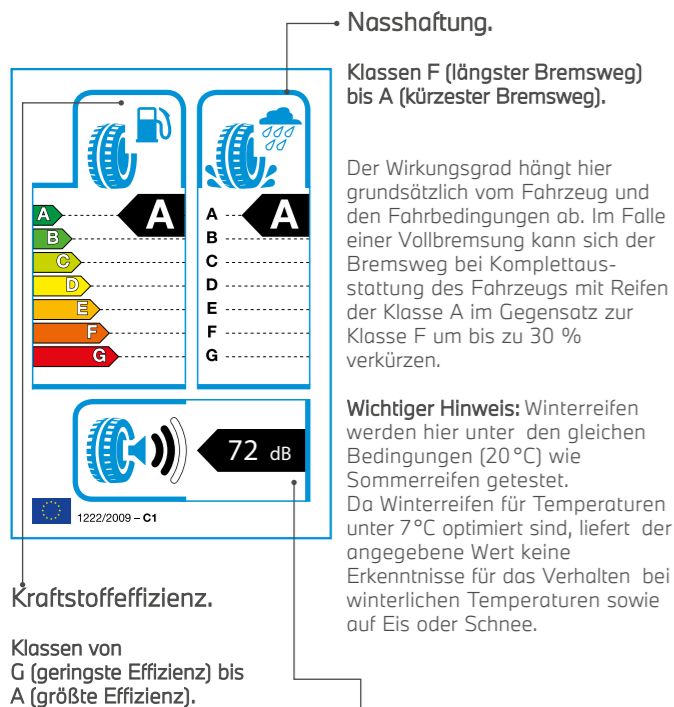 Nasshaftung.
Klassen F (längster Bremsweg)
bis A (kürzester Bremsweg).
Der Wirkungsgrad hängt hier
grundsätzlich vom Fahrzeug und
den Fahrbedingungen ab. Im Falle
einer Vollbremsung kann sich der
Bremsweg bei Komplettaus-
stattung des Fahrzeugs mit Reifen
der Klasse A im Gegensatz zur
Klasse F um bis zu 30 %
verkürzen.
Wichtiger Hinweis: Winterreifen
werden hier unter den gleichen
Bedingungen (20 °C) wie
Sommerreifen getestet.
Da Winterreifen für Temperaturen
unter 7 °C optimiert sind, liefert der
angegebene Wert keine
Erkenntnisse für das Verhalten bei
winterlichen Temperaturen sowie
auf Eis oder Schnee.
A
B
C
D
E
F
G
A
A
B
C
D
E
F
G
A
72 dB
1222/2009 – C1
Kraftstoffeffizienz.
Klassen von
G (geringste Effizienz) bis
A (größte Effizienz).